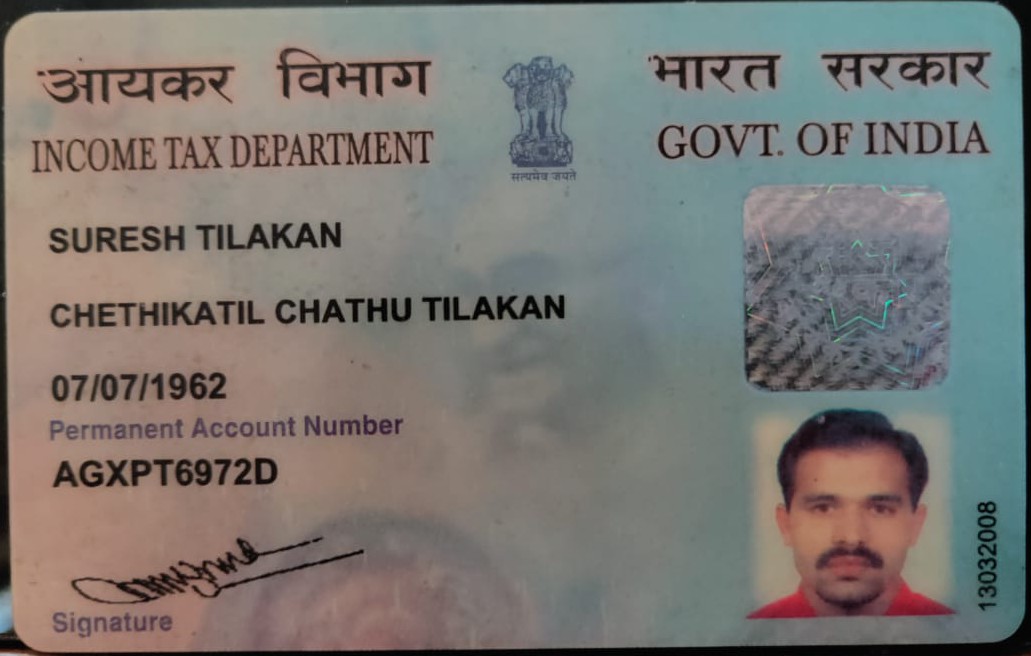 आयकर विभाग
INCOME TAX DEPARTMENT
सत्यमेव जयते
भारत सरकार
GOVT. OF INDIA
SURESH TILAKAN
CHETHIKATIL CHATHU TILAKAN
07/07/1962
Permanent Account Number
AGXPT6972D
Signature
13032008